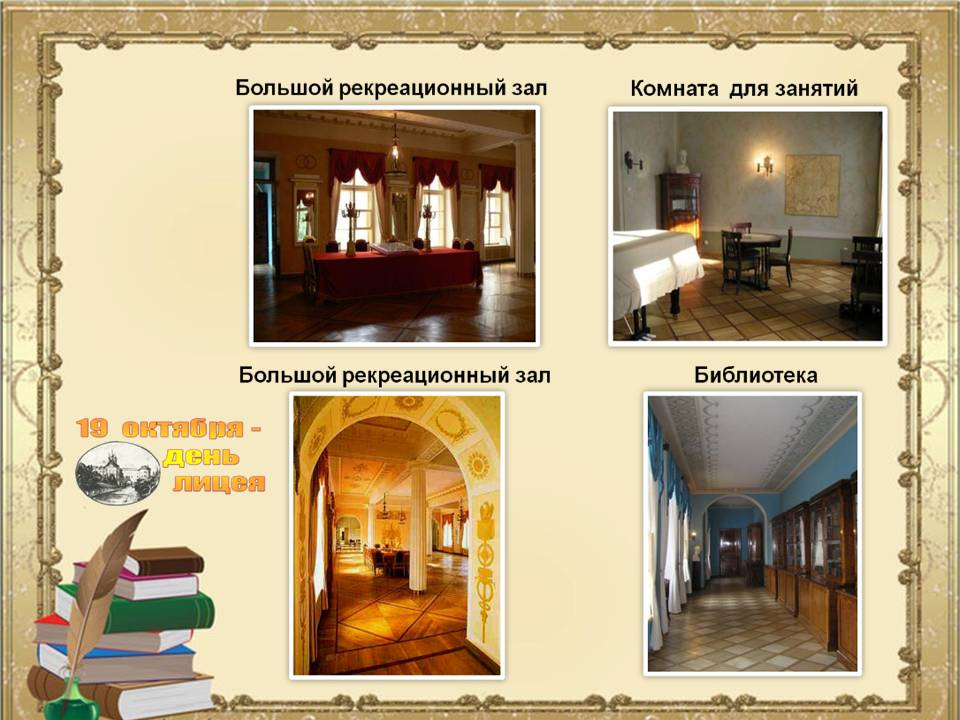 Большой рекреационный зал
Комната для занятий
Большой рекреационный зал
Библиотека
19 октября -
день
лицея